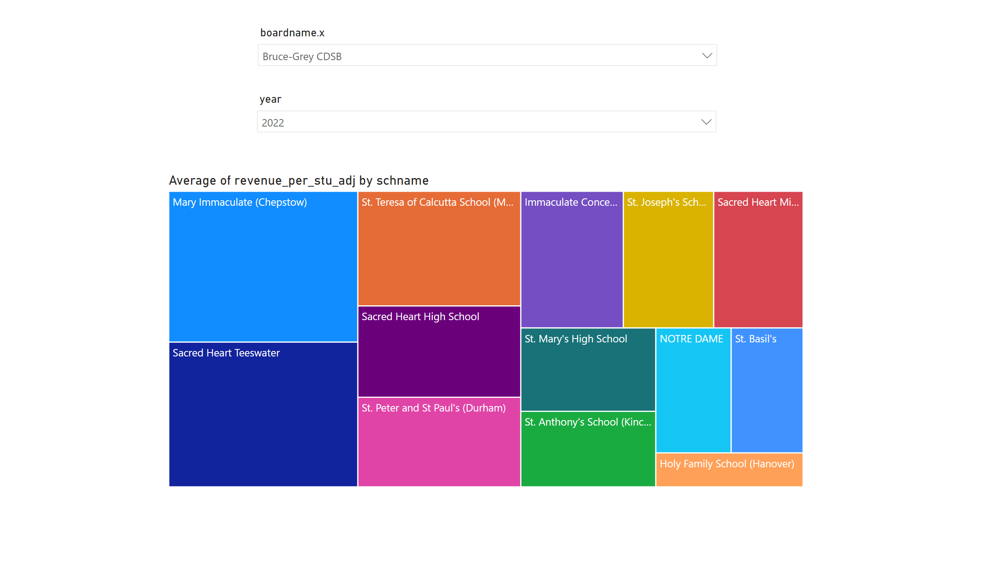 boardname.x
Bruce-Grey CDSB
year
2022
Average of revenue_per_stu_adj by schname
Mary Immaculate (Chepstow)
Sacred Heart Teeswater
St. Teresa of Calcutta School (M...
Sacred Heart High School
St. Peter and St Paul's (Durham)
Immaculate Conce...
St. Joseph's Sch...
Sacred Heart Mi...
St. Mary's High School
St. Anthony's School (Kinc...
NOTRE DAME
St. Basil's
Holy Family School (Hanover)